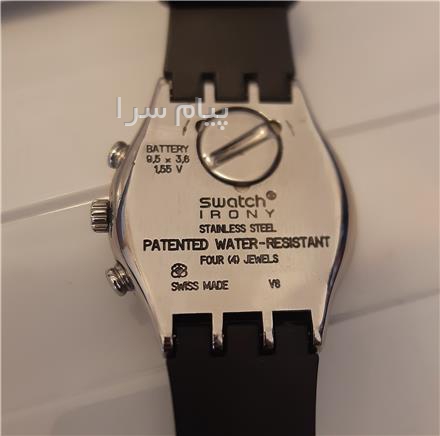 پیام سرا
BATTERY
9,5 x 3,6
1,55 V
swatch®
IRONY
STAINLESS STEEL
PATENTED WATER-RESISTANT
FOUR (4) JEWELS
SWISS MADE V8